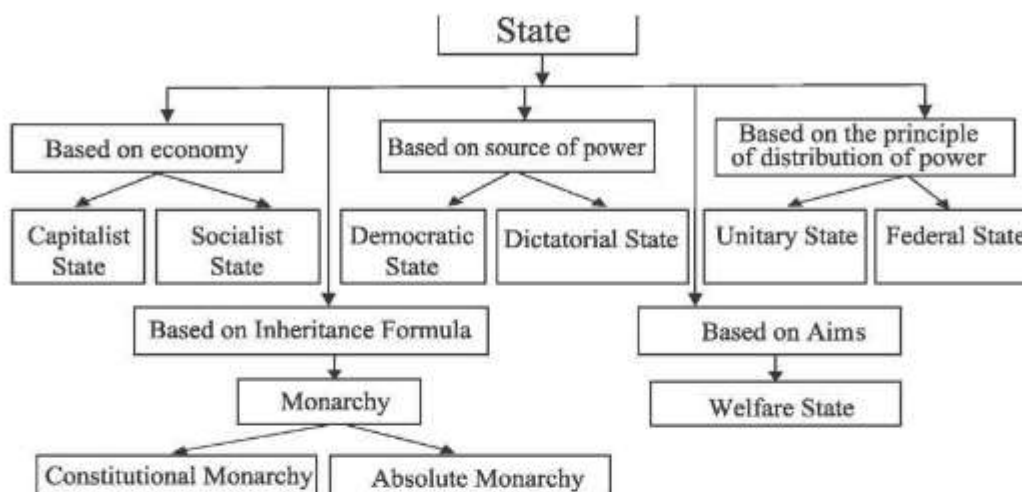 State
Based on economy
Based on source of power
Based on the principle
of distribution of power
Capitalist
State
Socialist
State
Democratic
State
Dictatorial State
Unitary State
Federal State
Based on Inheritance Formula
Based on Aims
Monarchy
Welfare State
Constitutional Monarchy
Absolute Monarchy